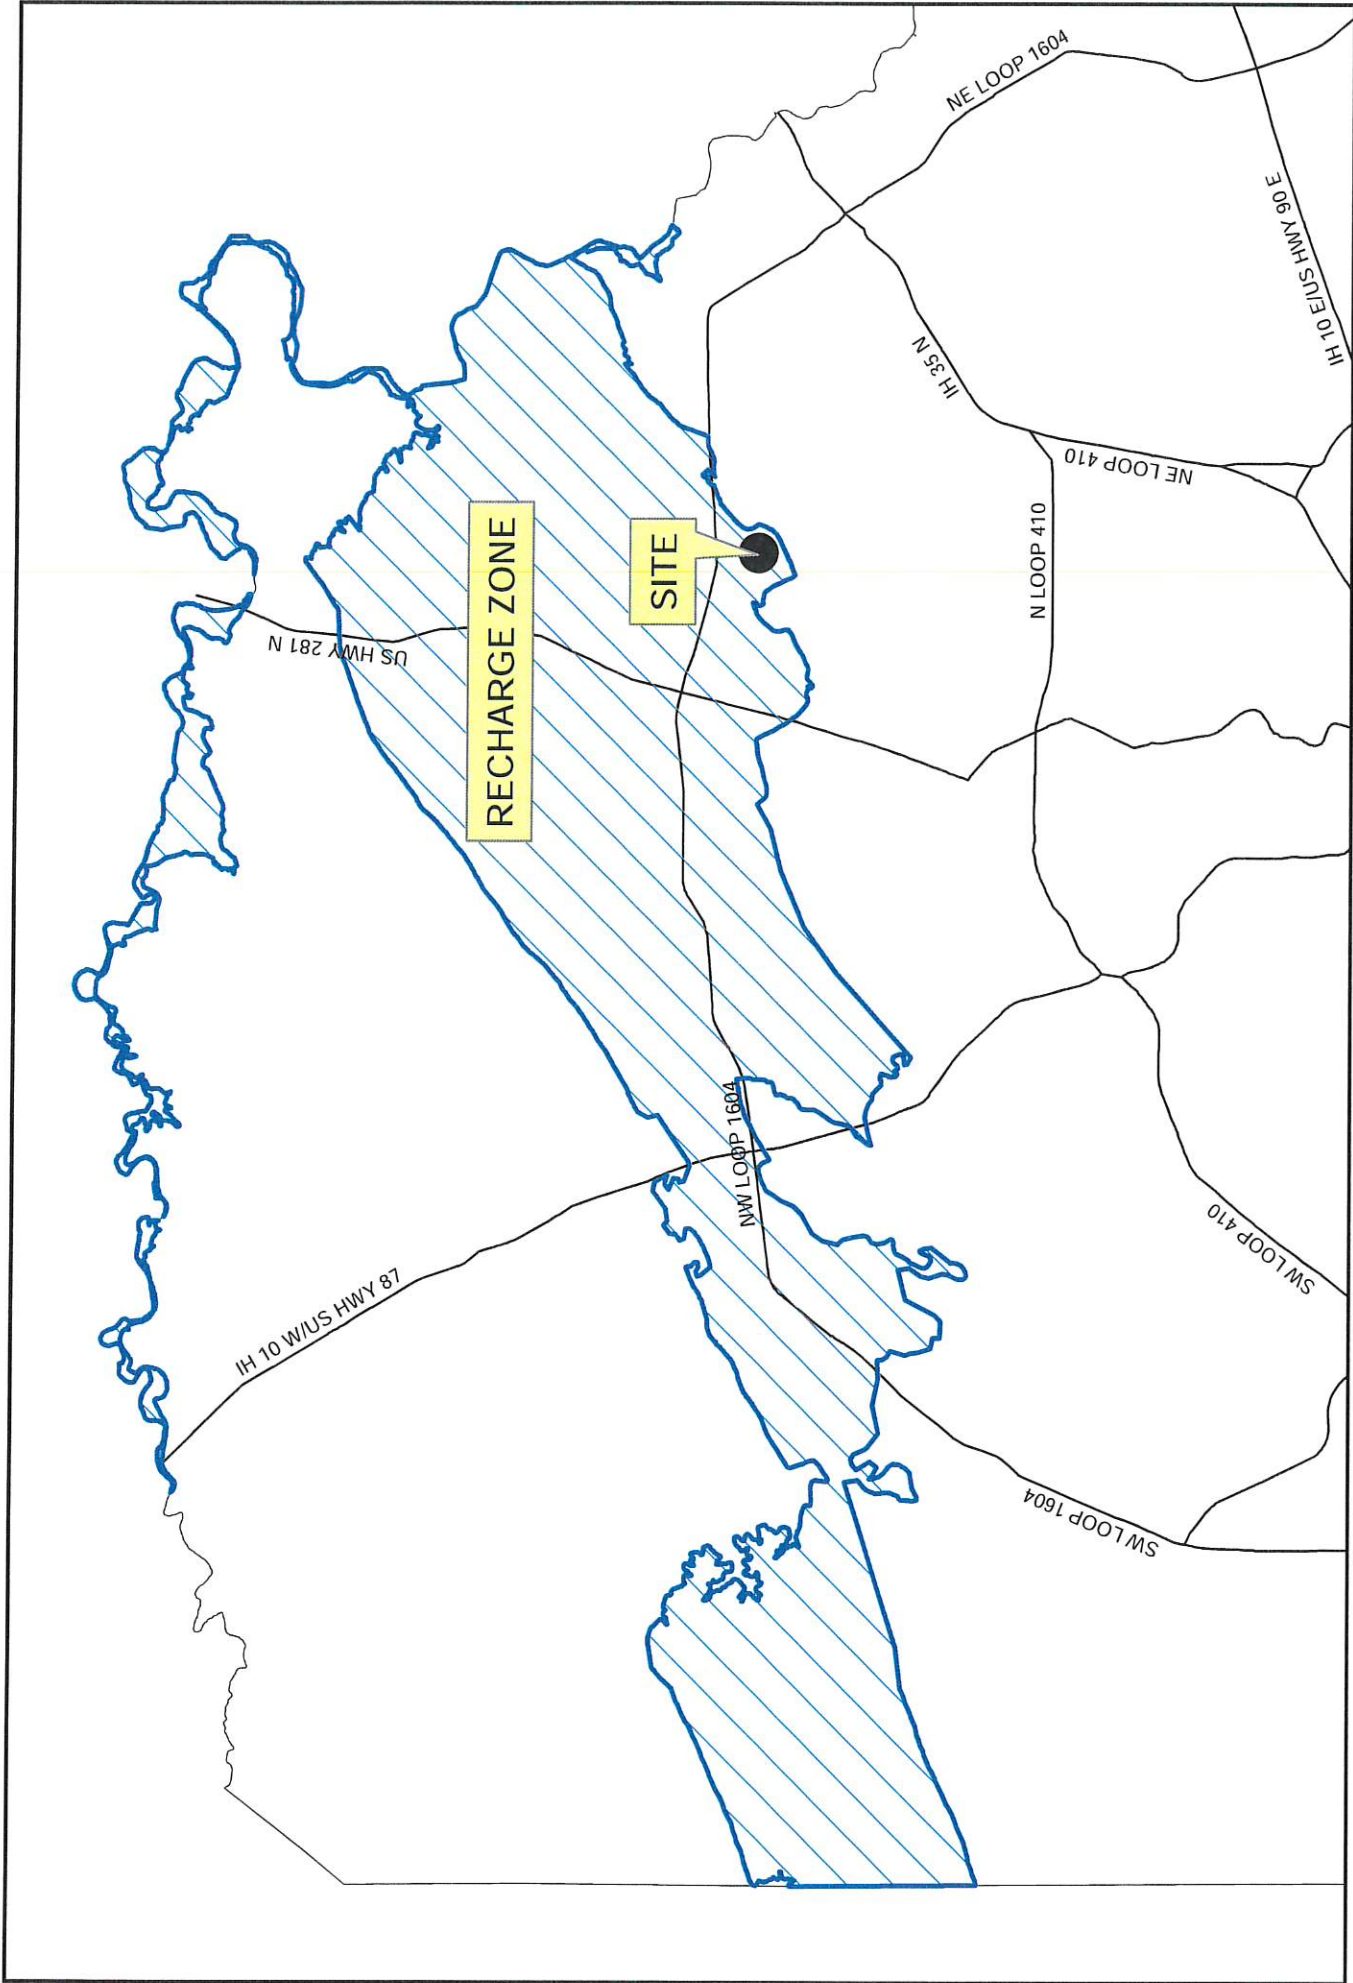 IH 10 W/US HWY 87
US HWY 281 N
RECHARGE ZONE
SITE
NE LOOP 1604
NW LOOP 1604
IH 35 N
N LOOP 410
NE LOOP 410
IH 10 E/US HWY 90 E
SW LOOP 1604
SW LOOP 410